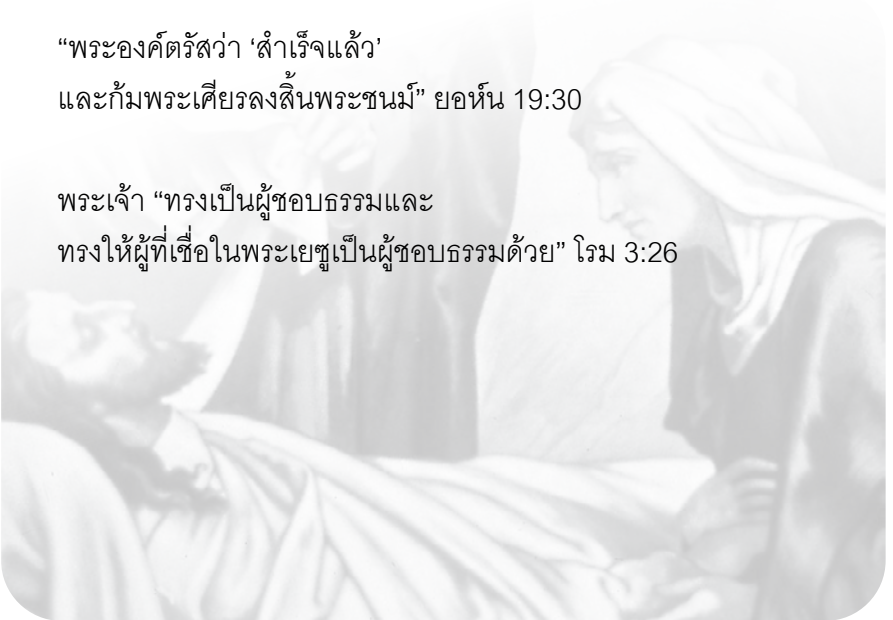 “พระองค์ตรัสว่า ‘สำเร็จแล้ว’
และก้มพระเศียรลงสิ้นพระชนม์” ยอห์น 19:30
พระเจ้า “ทรงเป็นผู้ชอบธรรมและ
ทรงให้ผู้ที่เชื่อในพระเยซูเป็นผู้ชอบธรรมด้วย” โรม 3:26